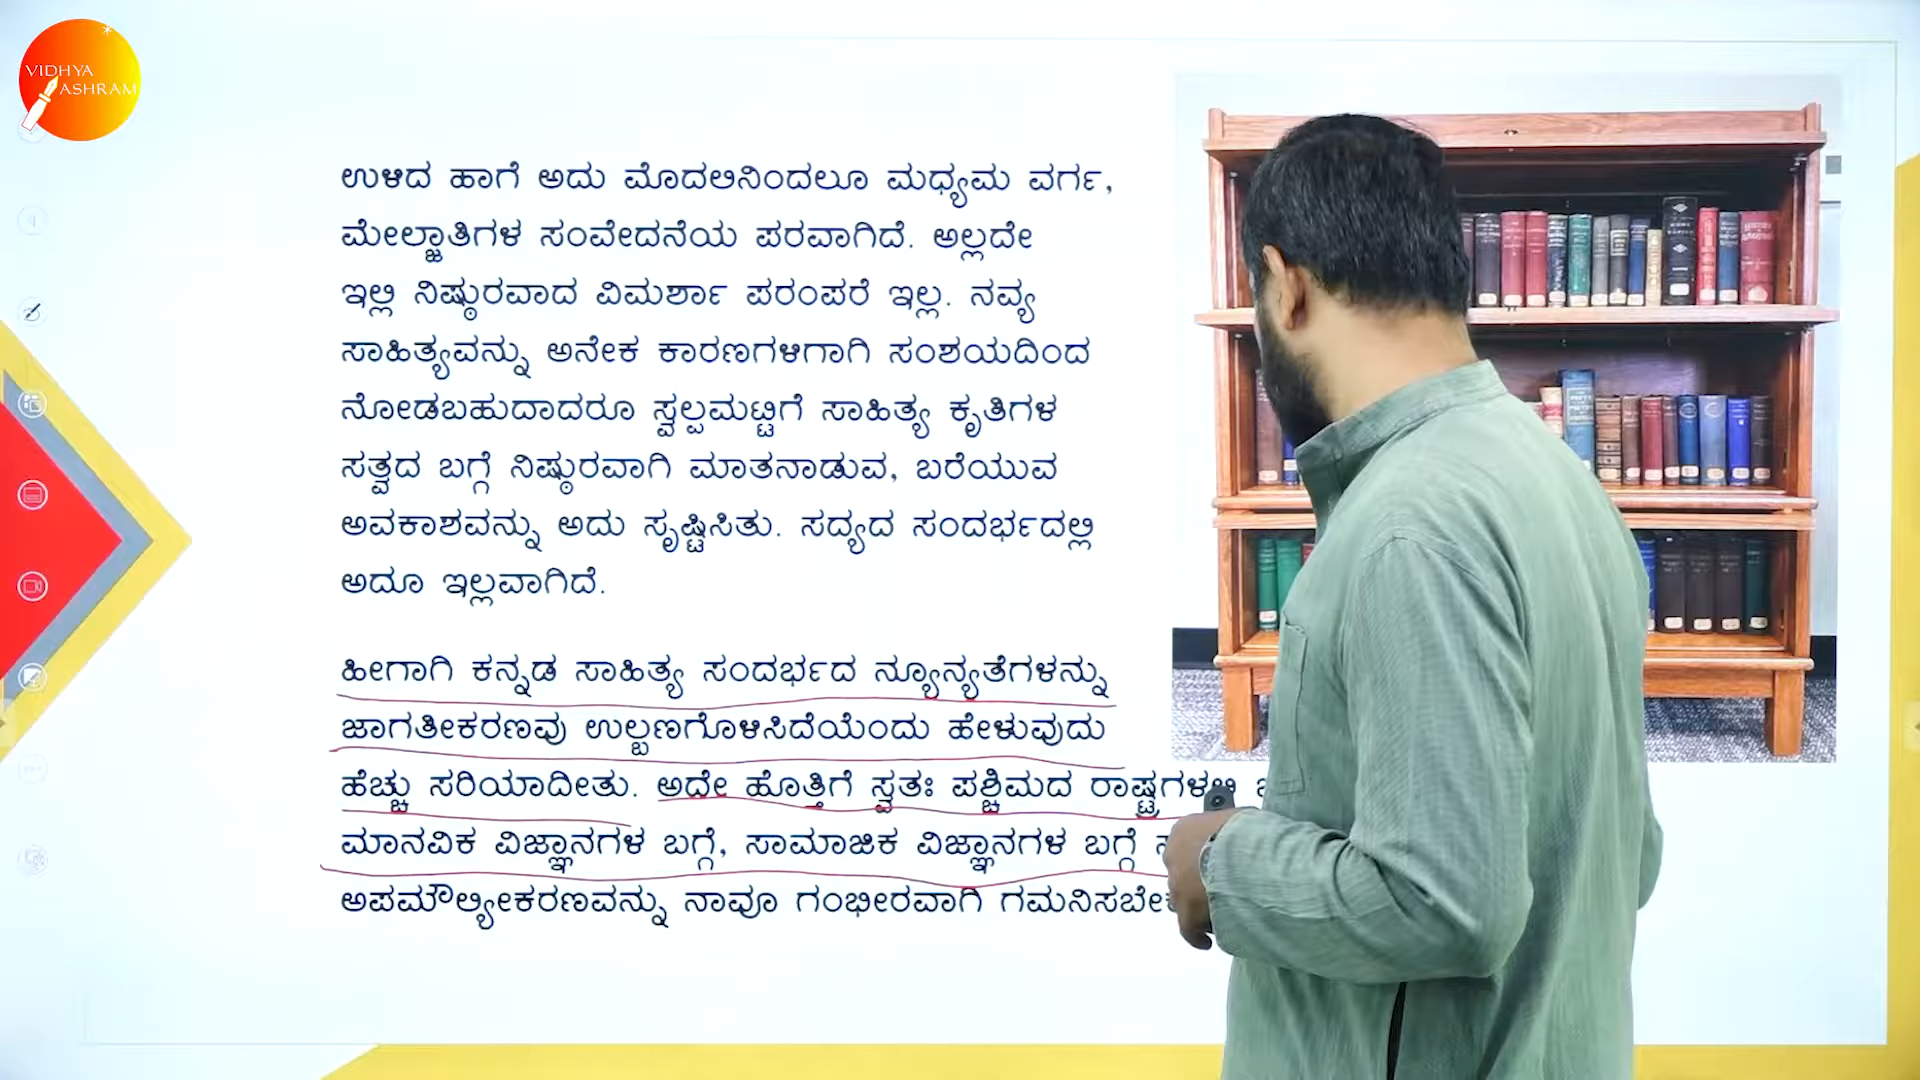 VIDHYA
ASHRAM
ಉಳಿದ ಹಾಗೆ ಅದು ಮೊದಲಿನಿಂದಲೂ ಮಧ್ಯಮ ವರ್ಗ,
ಮೇಲ್ಜಾತಿಗಳ ಸಂವೇದನೆಯ ಪರವಾಗಿದೆ. ಅಲ್ಲದೇ
ಇಲ್ಲಿ ನಿಷ್ಠುರವಾದ ವಿಮರ್ಶಾ ಪರಂಪರೆ ಇಲ್ಲ. ನವ್ಯ
ಸಾಹಿತ್ಯವನ್ನು ಅನೇಕ ಕಾರಣಗಳಿಗಾಗಿ ಸಂಶಯದಿಂದ
ನೋಡಬಹುದಾದರೂ ಸ್ವಲ್ಪಮಟ್ಟಿಗೆ ಸಾಹಿತ್ಯ ಕೃತಿಗಳ
ಸತ್ವದ ಬಗ್ಗೆ ನಿಷ್ಠುರವಾಗಿ ಮಾತನಾಡುವ, ಬರೆಯುವ
ಅವಕಾಶವನ್ನು ಅದು ಸೃಷ್ಟಿಸಿತು. ಸದ್ಯದ ಸಂದರ್ಭದಲ್ಲಿ
ಅದೂ ಇಲ್ಲವಾಗಿದೆ.
ಹೀಗಾಗಿ ಕನ್ನಡ ಸಾಹಿತ್ಯ ಸಂದರ್ಭದ ನ್ಯೂನ್ಯತೆಗಳನ್ನು
ಜಾಗತೀಕರಣವು ಉಲ್ಬಣಗೊಳಿಸಿದೆಯೆಂದು ಹೇಳುವುದು
ಹೆಚ್ಚು ಸರಿಯಾದೀತು. ಅದೇ ಹೊತ್ತಿಗೆ ಸ್ವತಃ ಪಶ್ಚಿಮದ ರಾಷ್ಟ್ರಗಳಲ್ಲಿ
ಮಾನವಿಕ ವಿಜ್ಞಾನಗಳ ಬಗ್ಗೆ, ಸಾಮಾಜಿಕ ವಿಜ್ಞಾನಗಳ ಬಗ್ಗೆ
ಅಪಮೌಲ್ಯೀಕರಣವನ್ನು ನಾವೂ ಗಂಭೀರವಾಗಿ